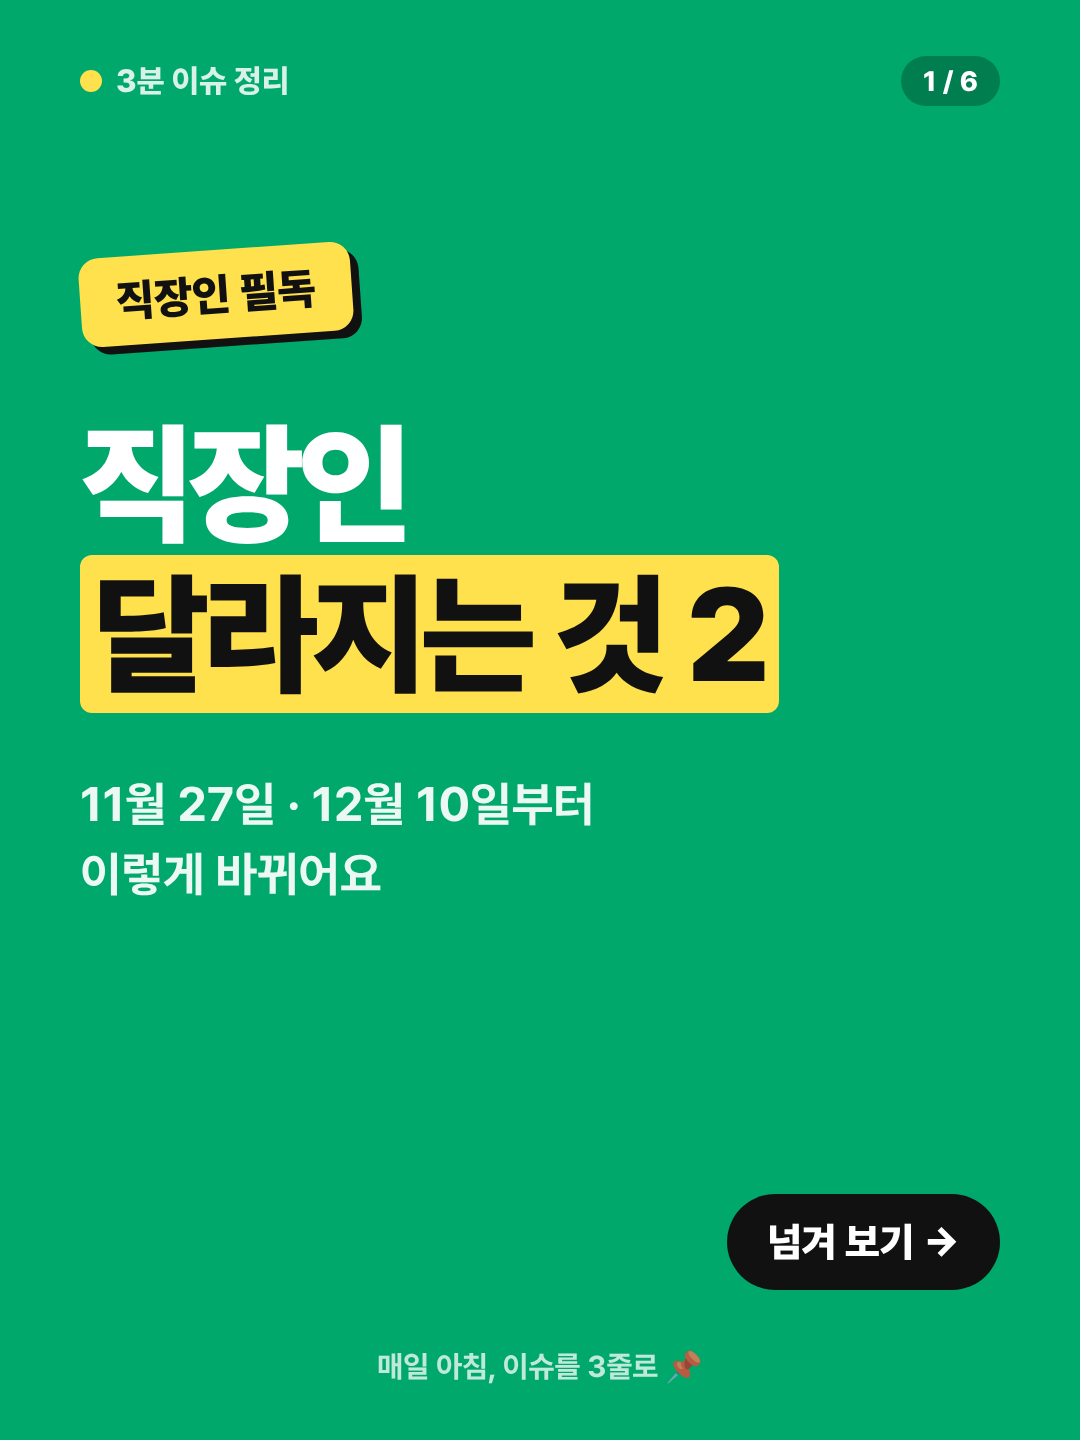 3분 이슈 정리
1 / 6
직장인 필독
직장인
달라지는 것 2
11월 27일 · 12월 10일부터
이렇게 바뀌어요
넘겨 보기 →
매일 아침, 이슈를 3줄로 📌